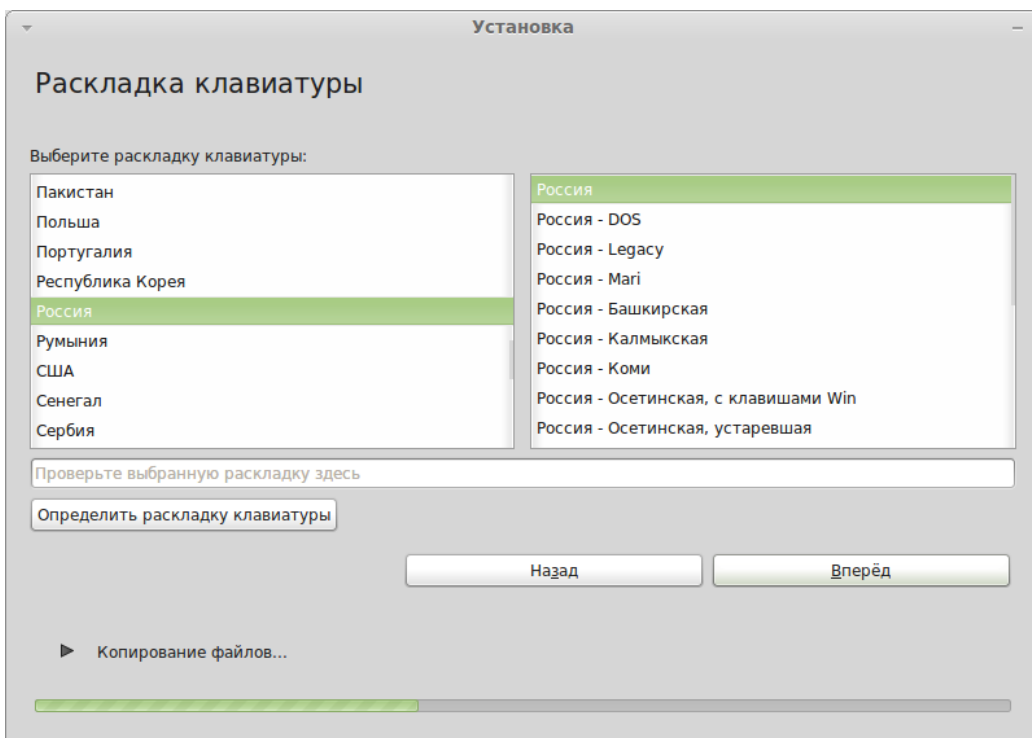 Установка
Раскладка клавиатуры
Выберите раскладку клавиатуры:
Пакистан
Польша
Португалия
Республика Корея
Россия
Румыния
США
Сенегал
Сербия
Россия
Россия - DOS
Россия - Legacy
Россия - Mari
Россия - Башкирская
Россия - Калмыкская
Россия - Коми
Россия - Осетинская, с клавишами Win
Россия - Осетинская, устаревшая
Проверьте выбранную раскладку здесь
Определить раскладку клавиатуры
Назад
Вперёд
Копирование файлов...